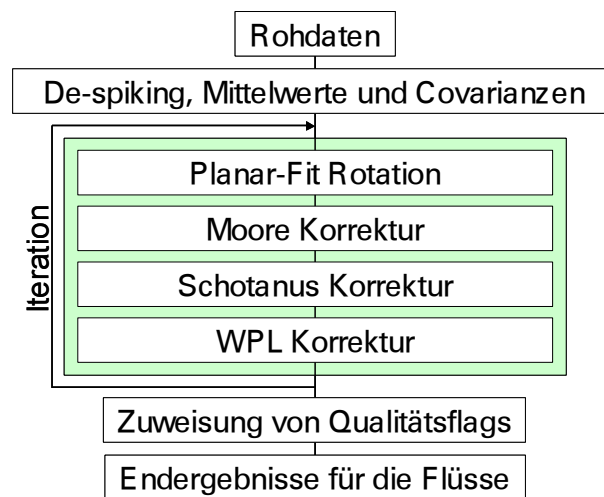 Rohdaten
De-spiking, Mittelwerte und Covarianzen
Planar-Fit Rotation
Moore Korrektur
Schotanus Korrektur
WPL Korrektur
Iteration
Zuweisung von Qualitätsflags
Endergebnisse für die Flüsse